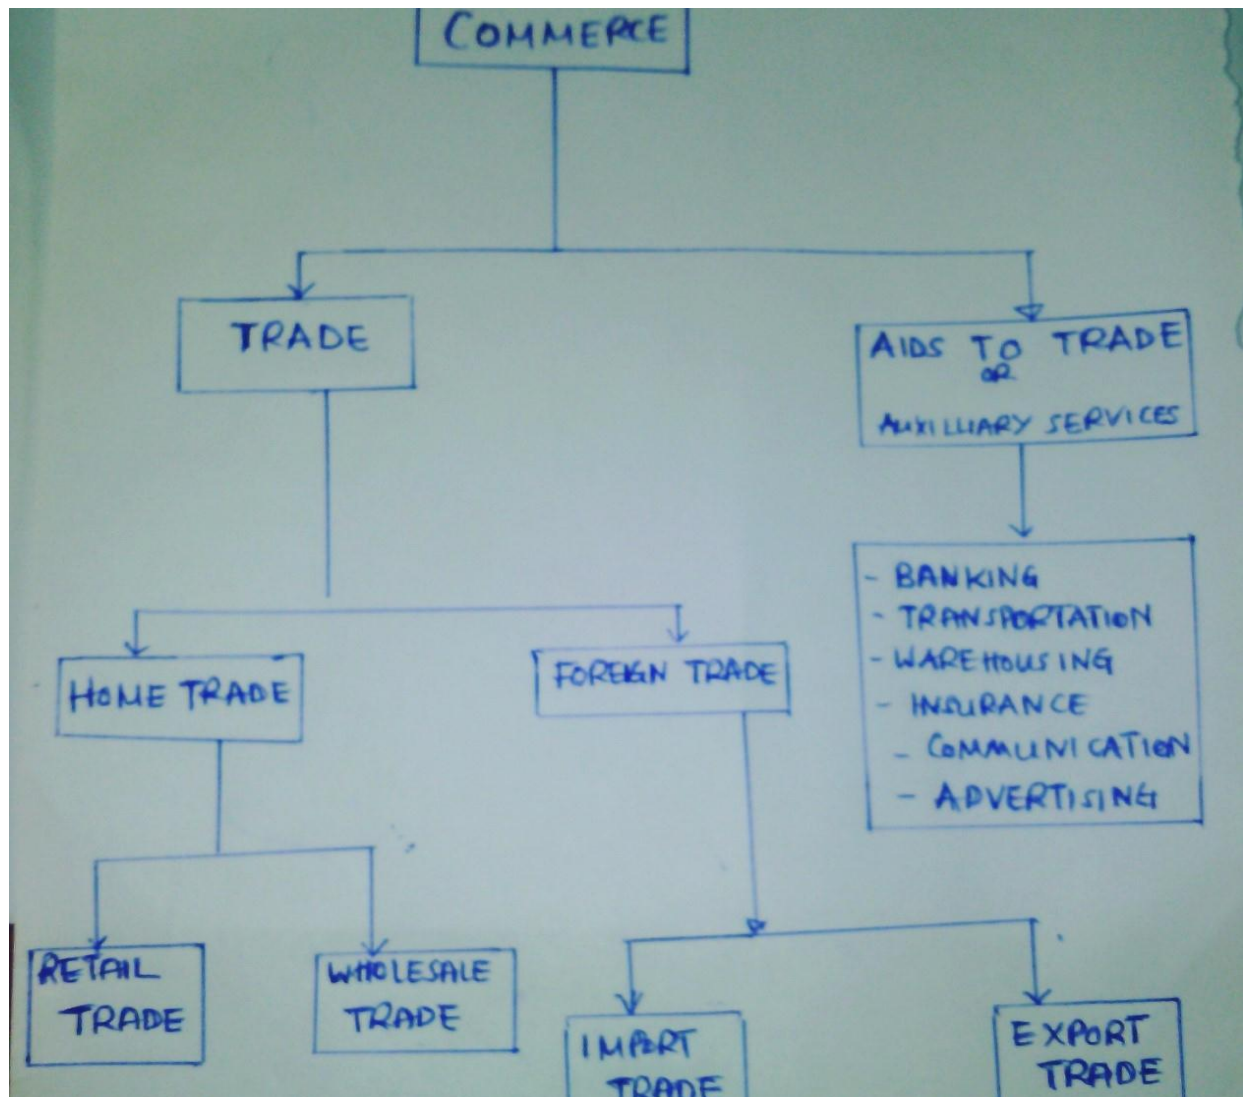 COMMERCE
TRADE
AIDS TO TRADE
OR
AUXILLIARY SERVICES
- BANKING
- TRANSPORTATION
- WAREHOUSING
- INSURANCE
- COMMUNICATION
- ADVERTISING
HOME TRADE
FOREIGN TRADE
RETAIL
TRADE
WHOLESALE
TRADE
IMPORT
TRADE
EXPORT
TRADE